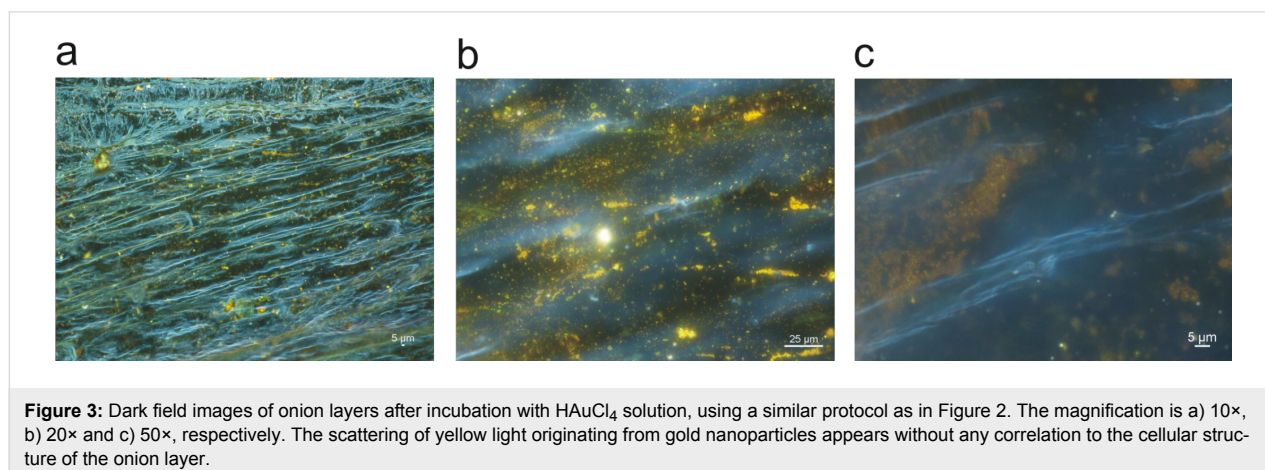 a
b
c
5 µm
25 µm
5 µm
Figure 3: Dark field images of onion layers after incubation with HAuCl4 solution, using a similar protocol as in Figure 2. The magnification is a) 10×,
b) 20× and c) 50×, respectively. The scattering of yellow light originating from gold nanoparticles appears without any correlation to the cellular struc-
ture of the onion layer.